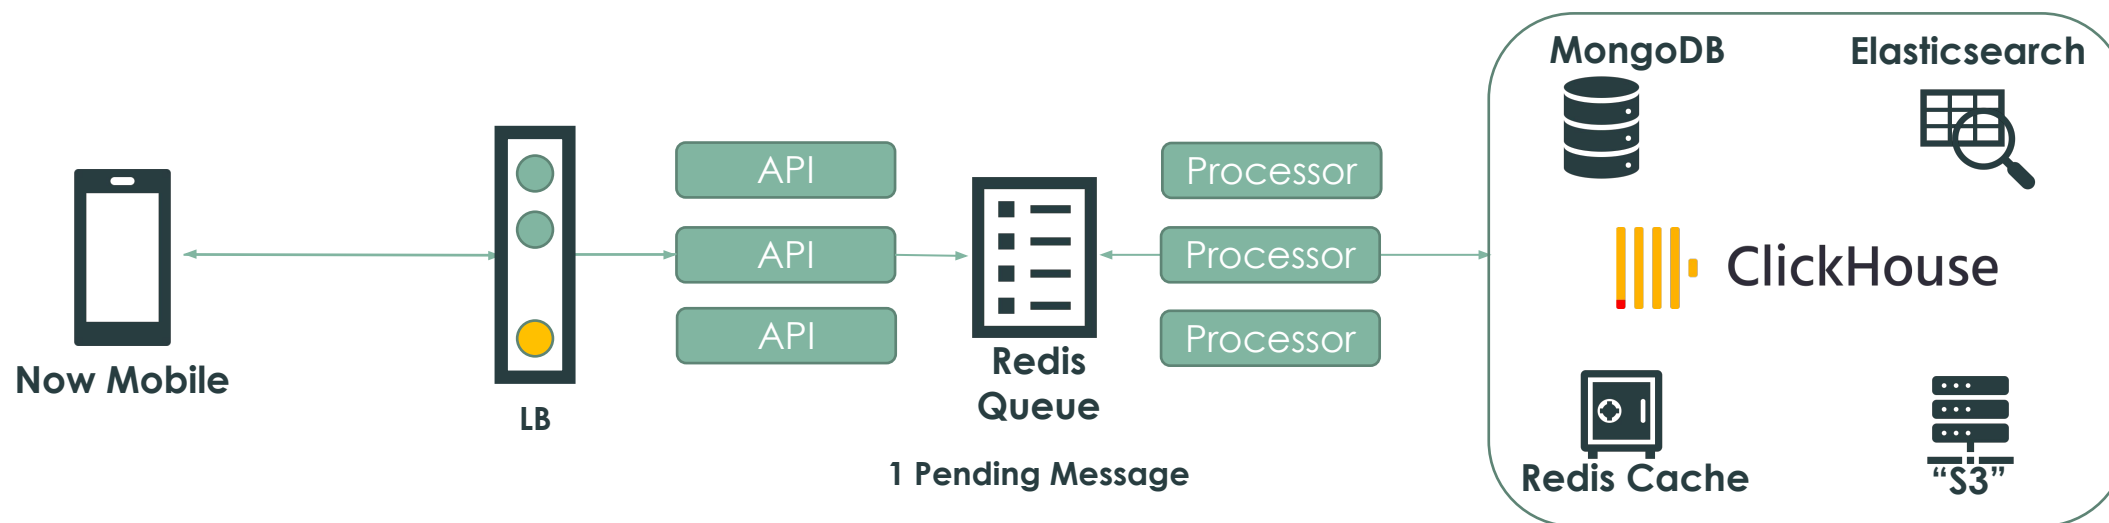 Now Mobile
LB
API
API
API
Redis
Queue
1 Pending Message
Processor
Processor
Processor
MongoDB
Elasticsearch
ClickHouse
Redis Cache
“S3”